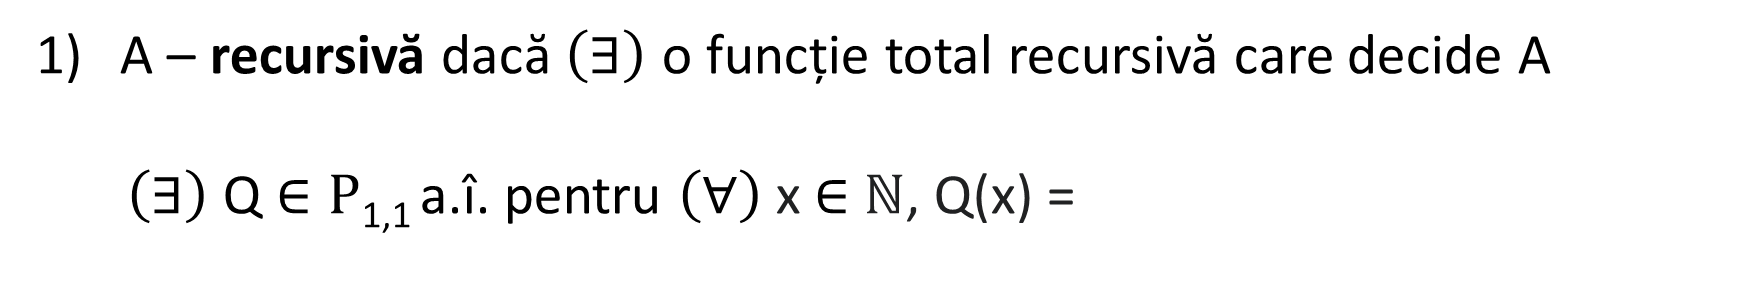 1) A – recursivă dacă (∃) o funcție total recursivă care decide A
(∃) Q ∈ P₁,₁ a.î. pentru (∀) x ∈ ℕ, Q(x) =